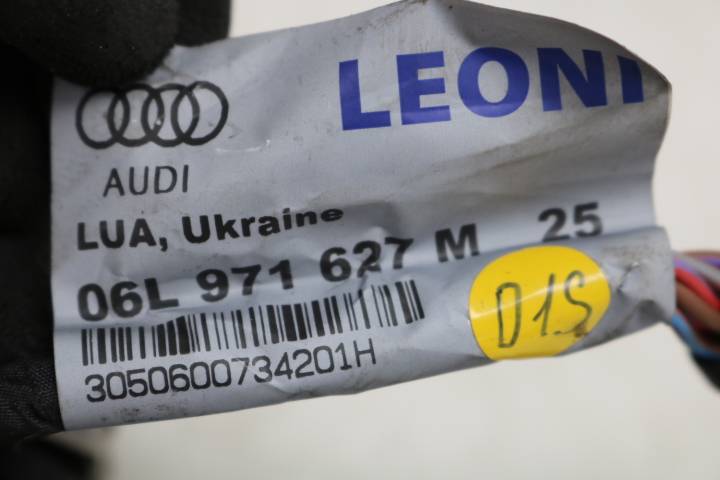 LEONI
AUDI
LUA, Ukraine
06L 971 627 M 25
D1S
3050600734201H